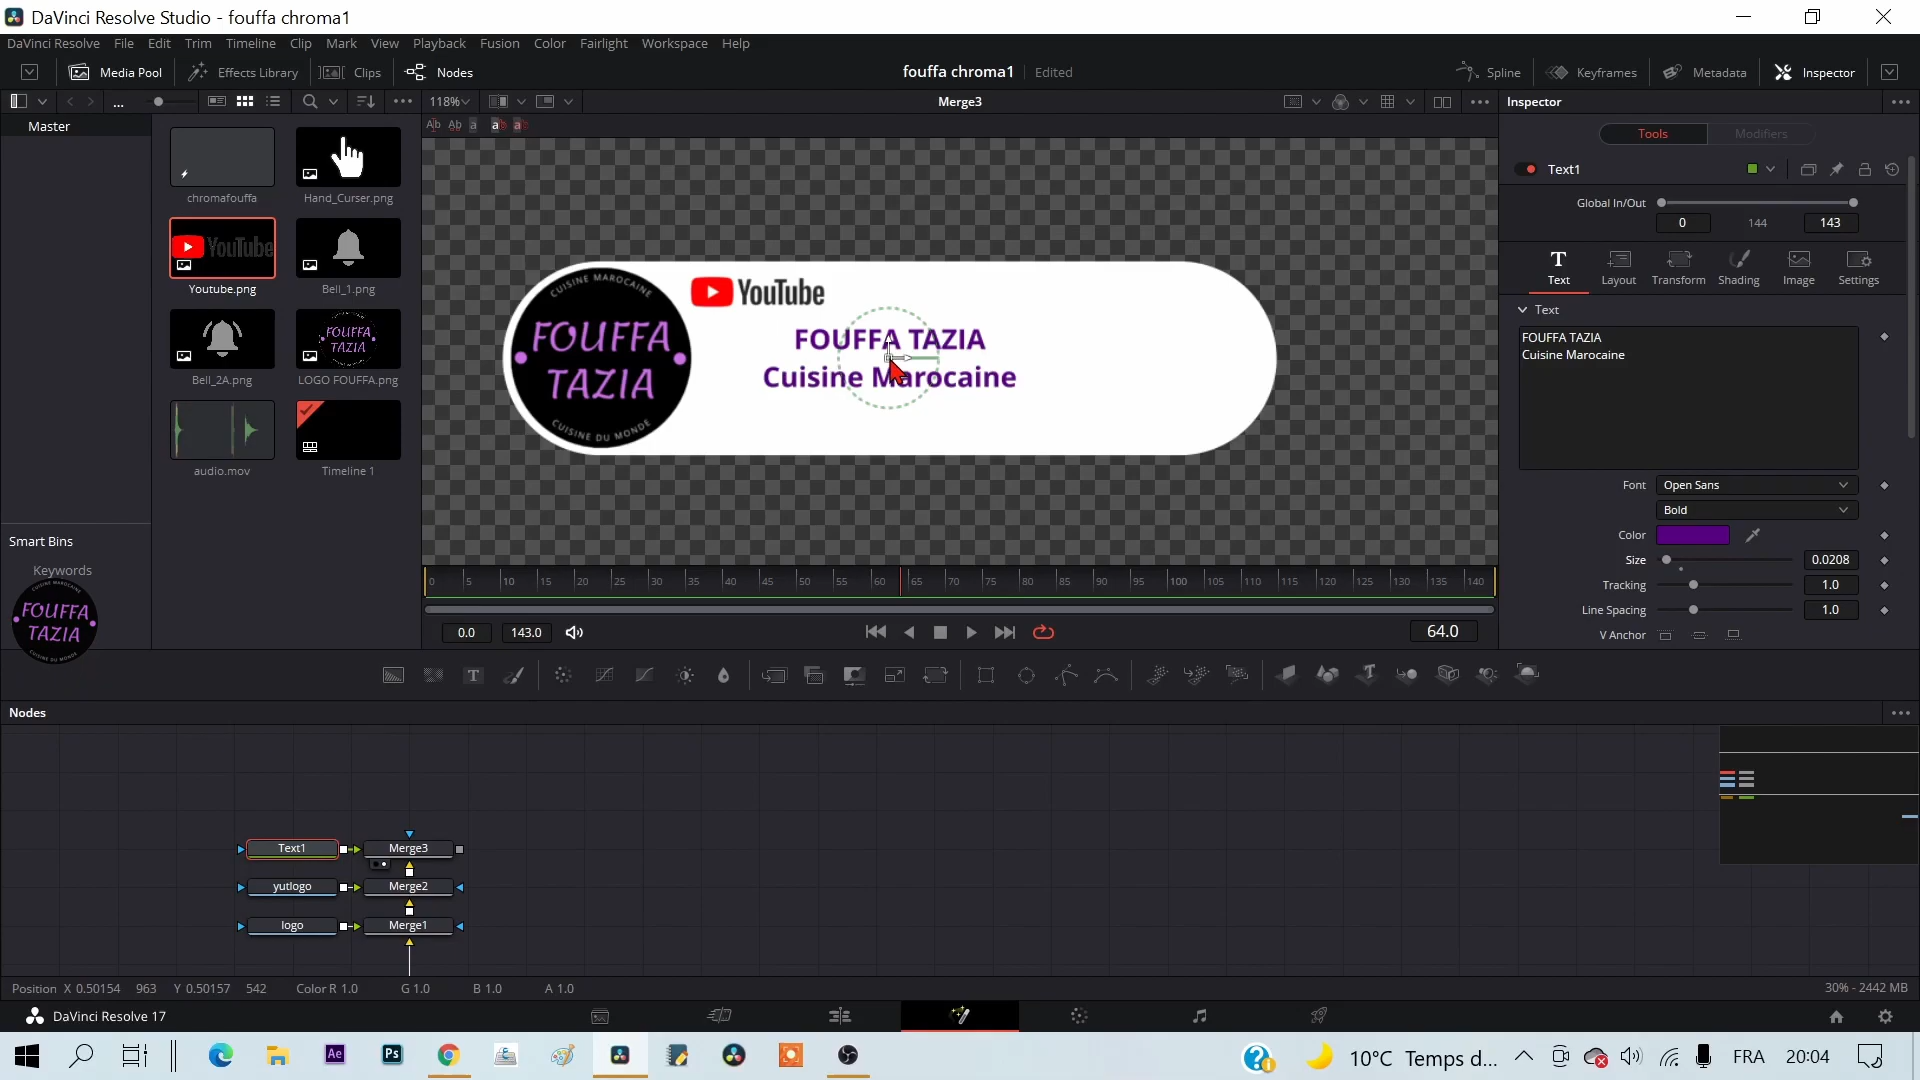 DaVinci Resolve Studio - fouffa chroma1
DaVinci Resolve File Edit Trim Timeline Clip Mark View Playback Fusion Color Fairlight Workspace Help
Media Pool Effects Library Clips Nodes fouffa chroma1 Edited Spline Keyframes Metadata Inspector
... 118% Merge3 Inspector
Master
Tools Modifiers
chromafouffa Hand_Curser.png
Text1
Global In/Out
0 144 143
YouTube
Youtube.png Bell_1.png
Text Layout Transform Shading Image Settings
Text
FOUFFA TAZIA
Cuisine Marocaine
FOUFFA
TAZIA
Bell_2A.png LOGO FOUFFA.png
audio.mov Timeline 1
CUISINE MAROCAINE
FOUFFA
TAZIA
CUISINE DU MONDE
YouTube
FOUFFA TAZIA
Cuisine Marocaine
Font Open Sans
Bold
Color
Size 0.0208
Tracking 1.0
Line Spacing 1.0
V Anchor
Smart Bins
Keywords
FOUFFA
TAZIA
0 5 10 15 20 25 30 35 40 45 50 55 60 65 70 75 80 85 90 95 100 105 110 115 120 125 130 135 140
0.0 143.0 64.0
Nodes
Text1 Merge3
yutlogo Merge2
logo Merge1
Position X 0.50154 963 Y 0.50157 542 Color R 1.0 G 1.0 B 1.0 A 1.0 30% - 2442 MB
DaVinci Resolve 17
Ae Ps 10°C Temps d... FRA 20:04